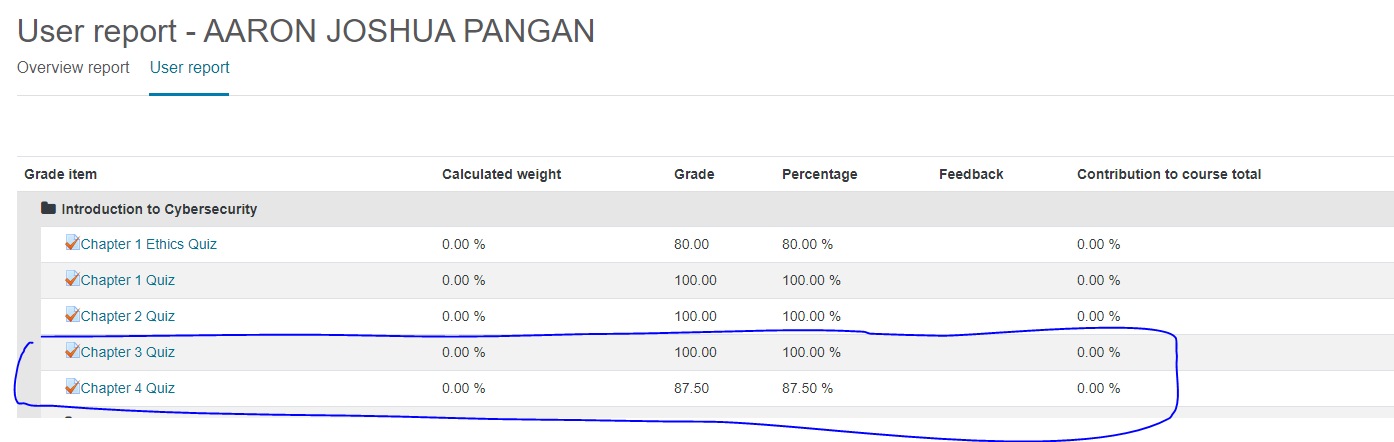 User report - AARON JOSHUA PANGAN
Overview report User report
Grade item Calculated weight Grade Percentage Feedback Contribution to course total
Introduction to Cybersecurity
Chapter 1 Ethics Quiz 0.00 % 80.00 80.00 % 0.00 %
Chapter 1 Quiz 0.00 % 100.00 100.00 % 0.00 %
Chapter 2 Quiz 0.00 % 100.00 100.00 % 0.00 %
Chapter 3 Quiz 0.00 % 100.00 100.00 % 0.00 %
Chapter 4 Quiz 0.00 % 87.50 87.50 % 0.00 %